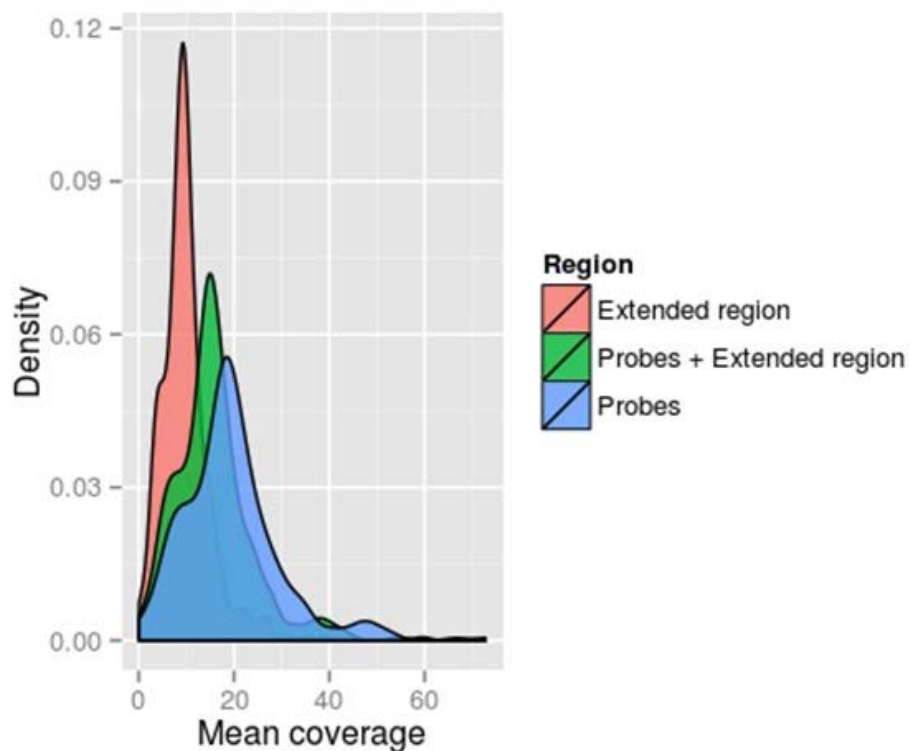 0.12
0.09
0.06
0.03
0.00
Density
0 20 40 60
Mean coverage
Region
Extended region
Probes + Extended region
Probes